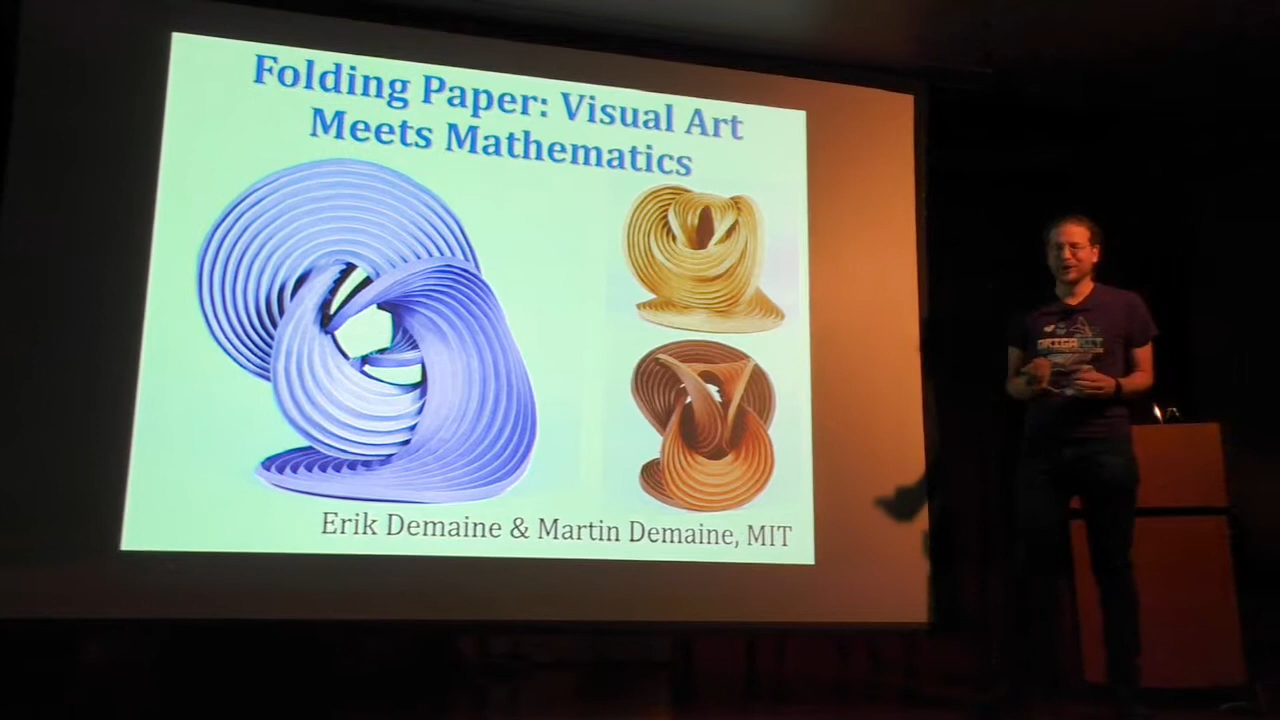 Folding Paper: Visual Art
Meets Mathematics
Erik Demaine & Martin Demaine, MIT